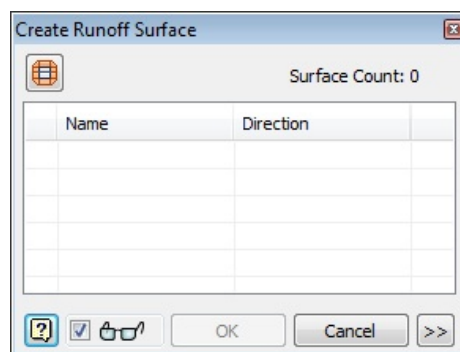 Create Runoff Surface
Surface Count: 0
Name Direction
? OK Cancel >>